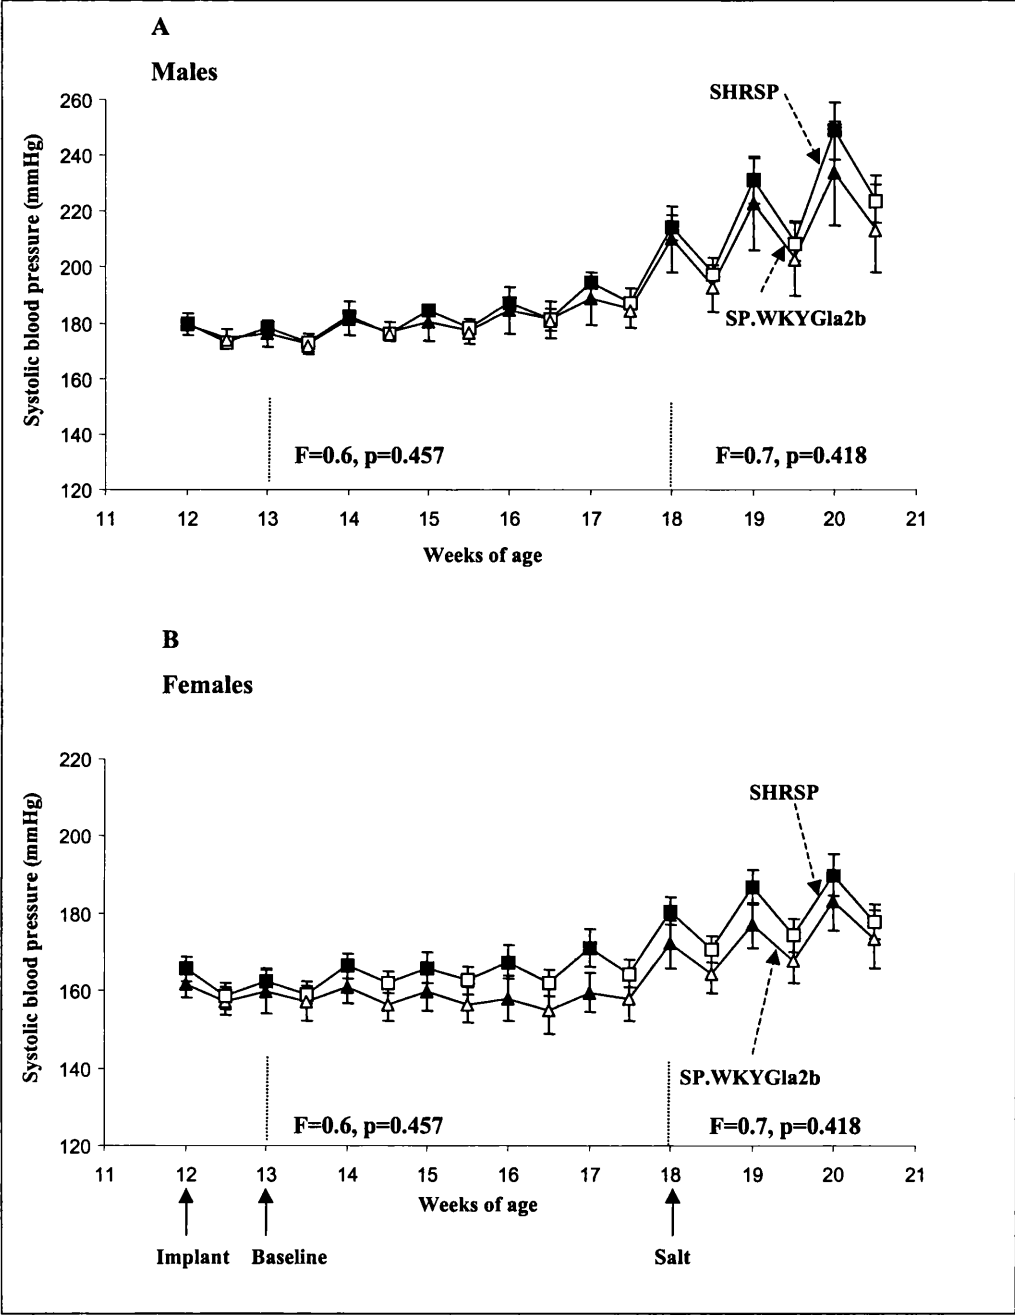 A
Males
SHRSP
260
240
220
200
180
160
140
120
Systolic blood pressure (mmHg)
SP.WKYGla2b
F=0.6, p=0.457
F=0.7, p=0.418
11 12 13 14 15 16 17 18 19 20 21
Weeks of age
B
Females
220
200
180
160
140
120
Systolic blood pressure (mmHg)
SHRSP
SP.WKYGla2b
F=0.6, p=0.457
F=0.7, p=0.418
11 12 13 14 15 16 17 18 19 20 21
Weeks of age
Implant Baseline Salt